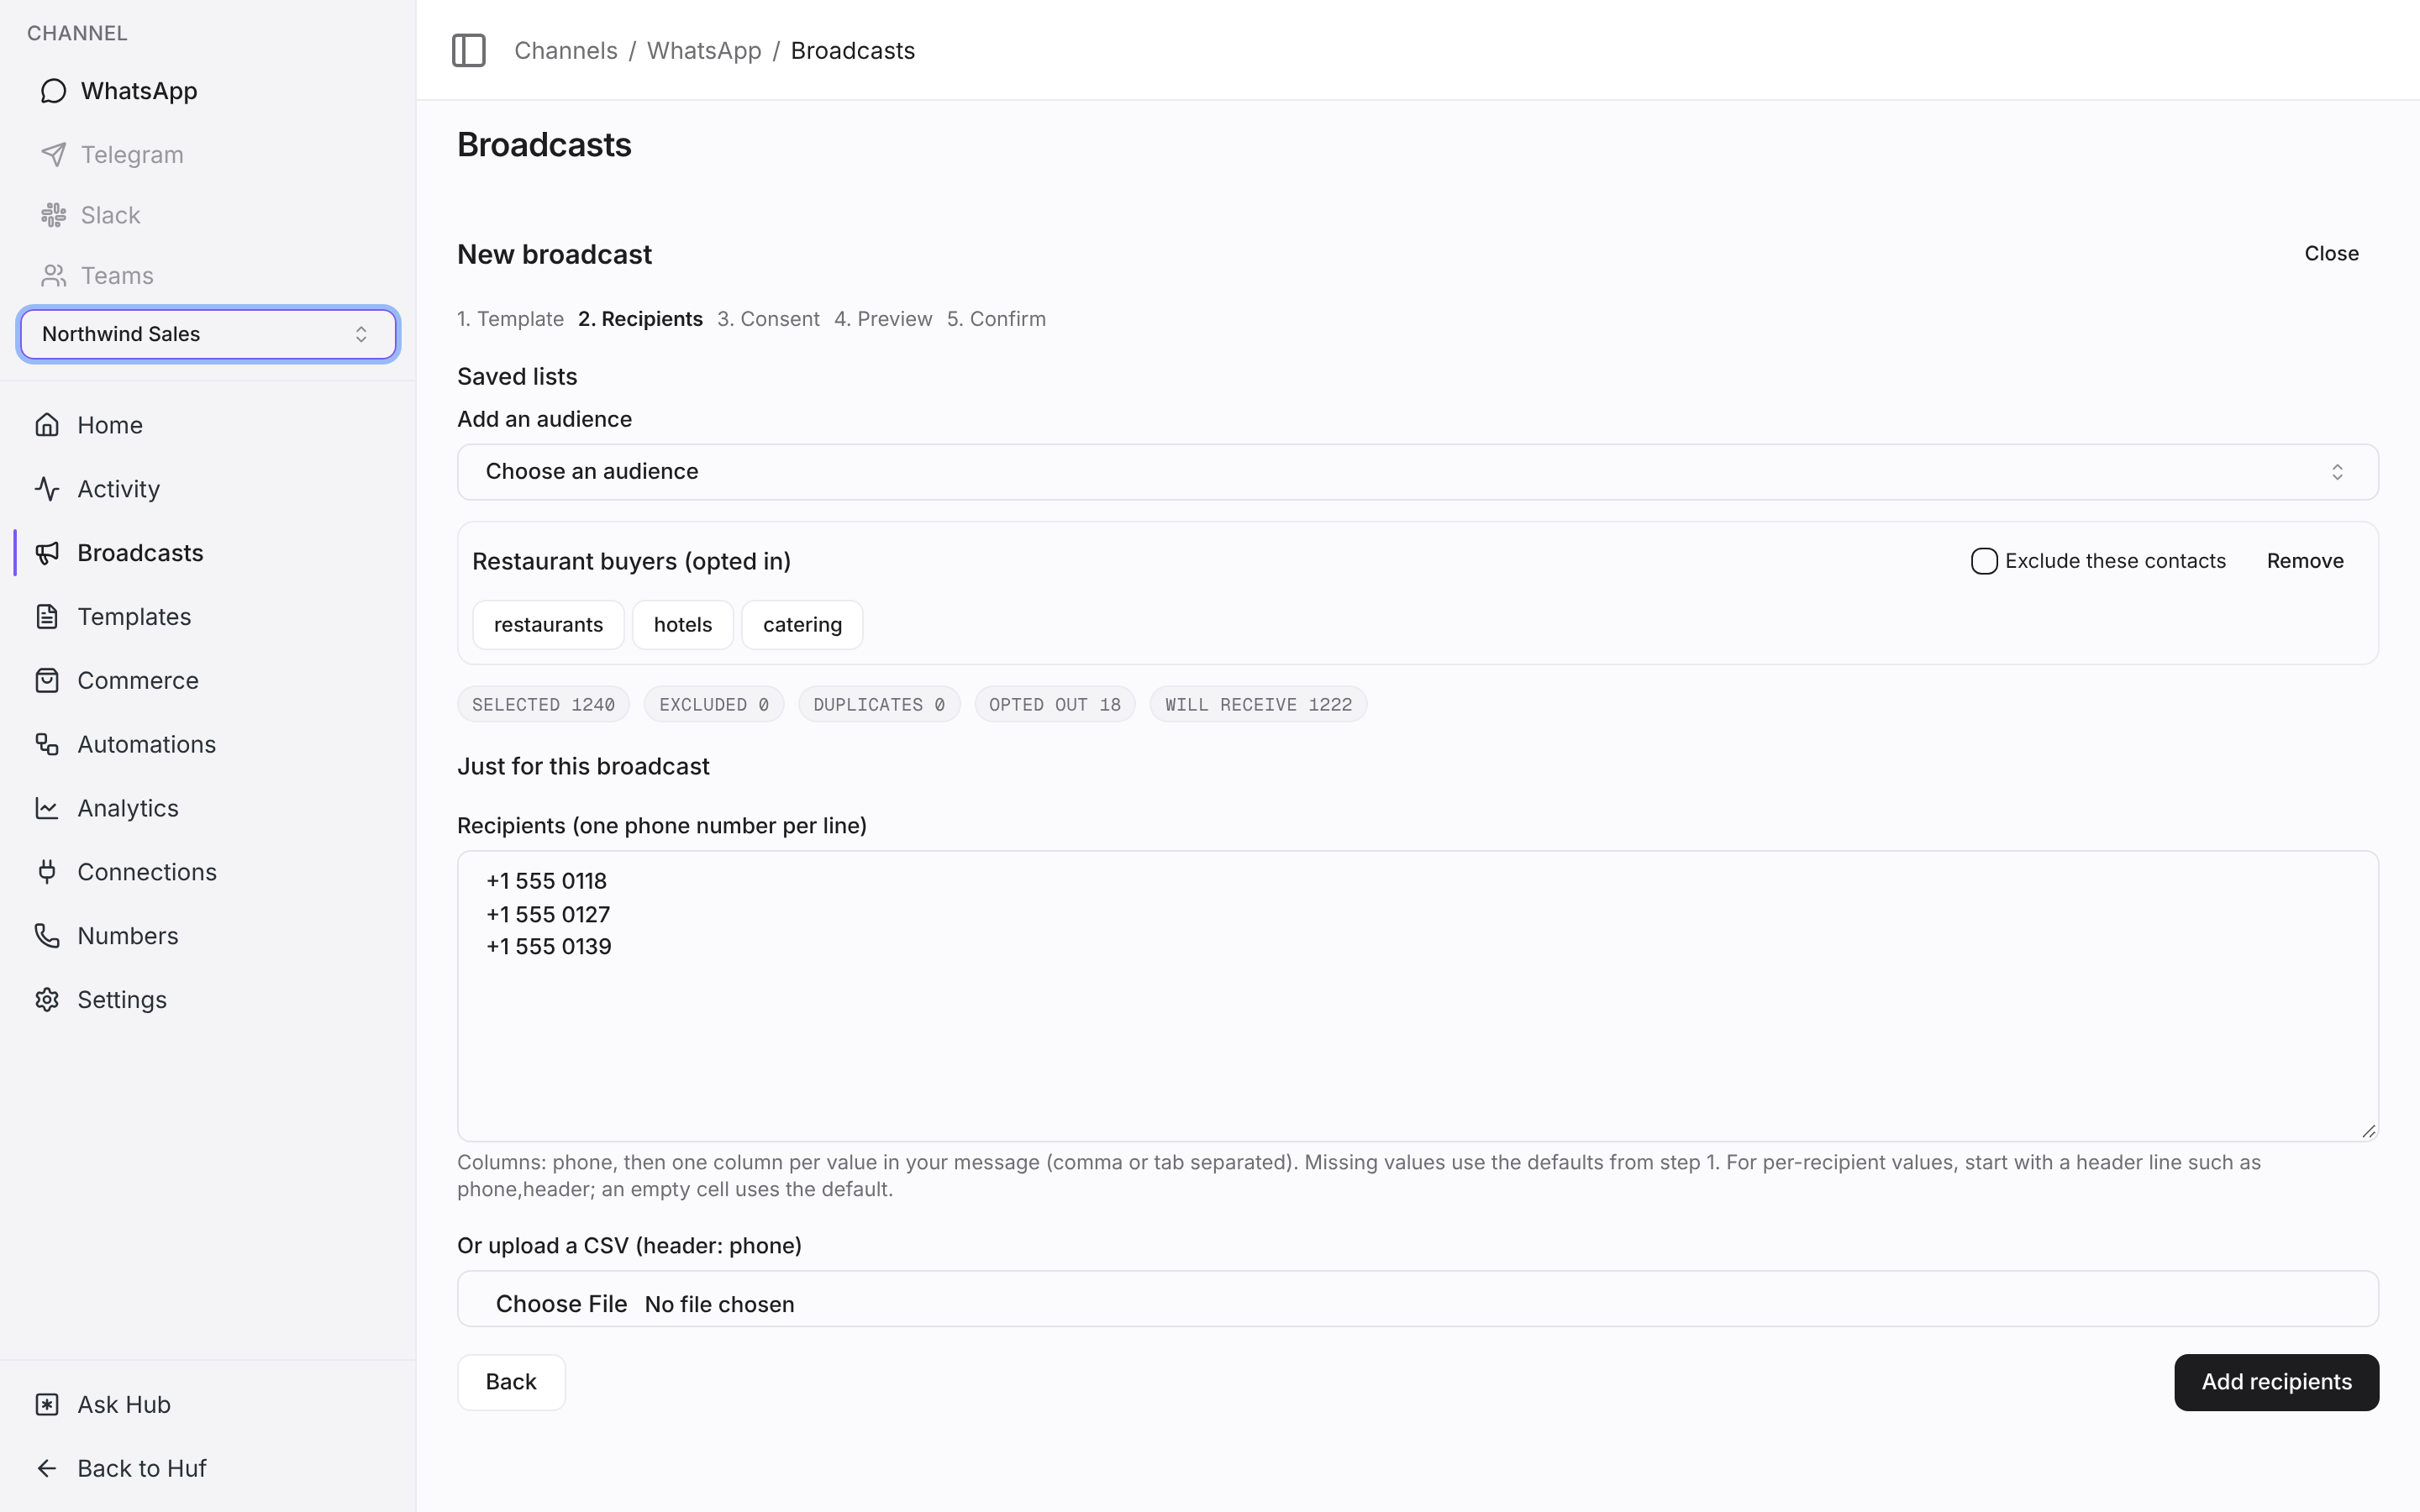 CHANNEL
WhatsApp
Telegram
Slack
Teams
Northwind Sales
Home
Activity
Broadcasts
Templates
Commerce
Automations
Analytics
Connections
Numbers
Settings
Ask Hub
Back to Huf
Channels / WhatsApp / Broadcasts
Broadcasts
New broadcast
Close
1. Template 2. Recipients 3. Consent 4. Preview 5. Confirm
Saved lists
Add an audience
Choose an audience
Restaurant buyers (opted in)
Exclude these contacts
Remove
restaurants hotels catering
SELECTED 1240 EXCLUDED 0 DUPLICATES 0 OPTED OUT 18 WILL RECEIVE 1222
Just for this broadcast
Recipients (one phone number per line)
+1 555 0118
+1 555 0127
+1 555 0139
Columns: phone, then one column per value in your message (comma or tab separated). Missing values use the defaults from step 1. For per-recipient values, start with a header line such as
phone,header; an empty cell uses the default.
Or upload a CSV (header: phone)
Choose File No file chosen
Back
Add recipients